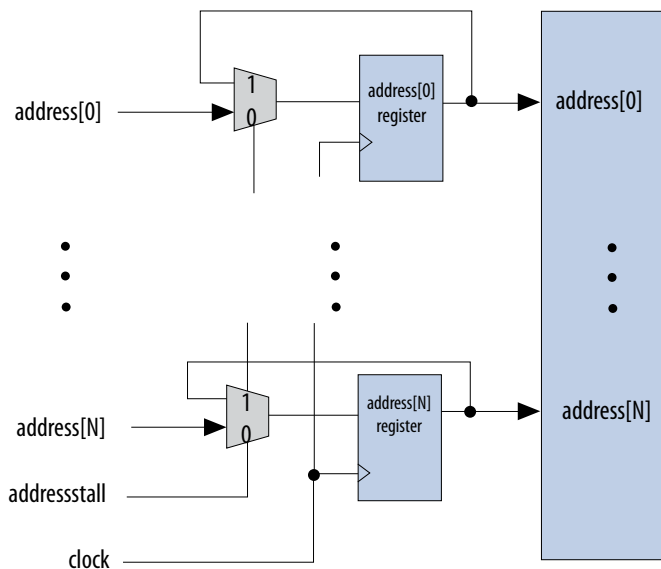 1
address[0]
0
address[0]
register
address[0]
1
address[N]
0
address[N]
register
address[N]
addressstall
clock